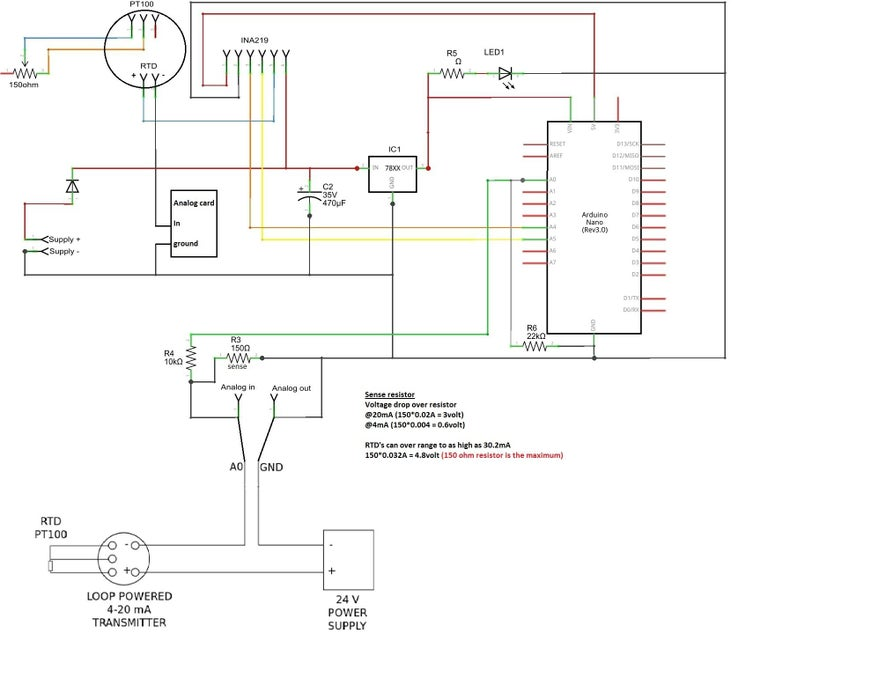 PT100
INA219
150ohm
RTD
+ -
R5
Ω
LED1
IC1
IN 78XX OUT
GND
C2
35V
470µF
+
Analog card
In
ground
Supply +
Supply -
VIN
5V
3V3
RESET
AREF
A0
A1
A2
A3
A4
A5
A6
A7
Arduino
Nano
(Rev3.0)
D13/SCK
D12/MISO
D11/MOSI
D10
D9
D8
D7
D6
D5
D4
D3
D2
D1/TX
D0/RX
GND
R6
22kΩ
R4
10kΩ
R3
150Ω
sense
Analog in
Analog out
A0
GND
Sense resistor
Voltage drop over resistor
@20mA (150*0.02A = 3volt)
@4mA (150*0.004 = 0.6volt)
RTD's can over range to as high as 30.2mA
150*0.032A = 4.8volt (150 ohm resistor is the maximum)
RTD
PT100
-
+
LOOP POWERED
4-20 mA
TRANSMITTER
-
+
24 V
POWER
SUPPLY